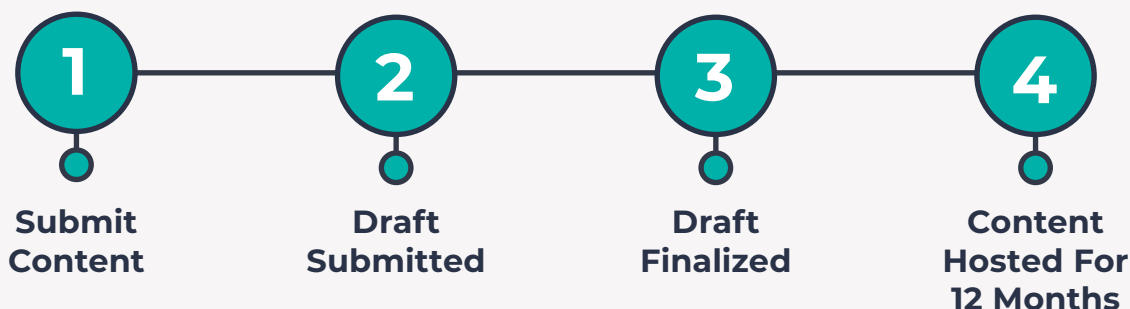 1
2
3
4
Submit
Content
Draft
Submitted
Draft
Finalized
Content
Hosted For
12 Months